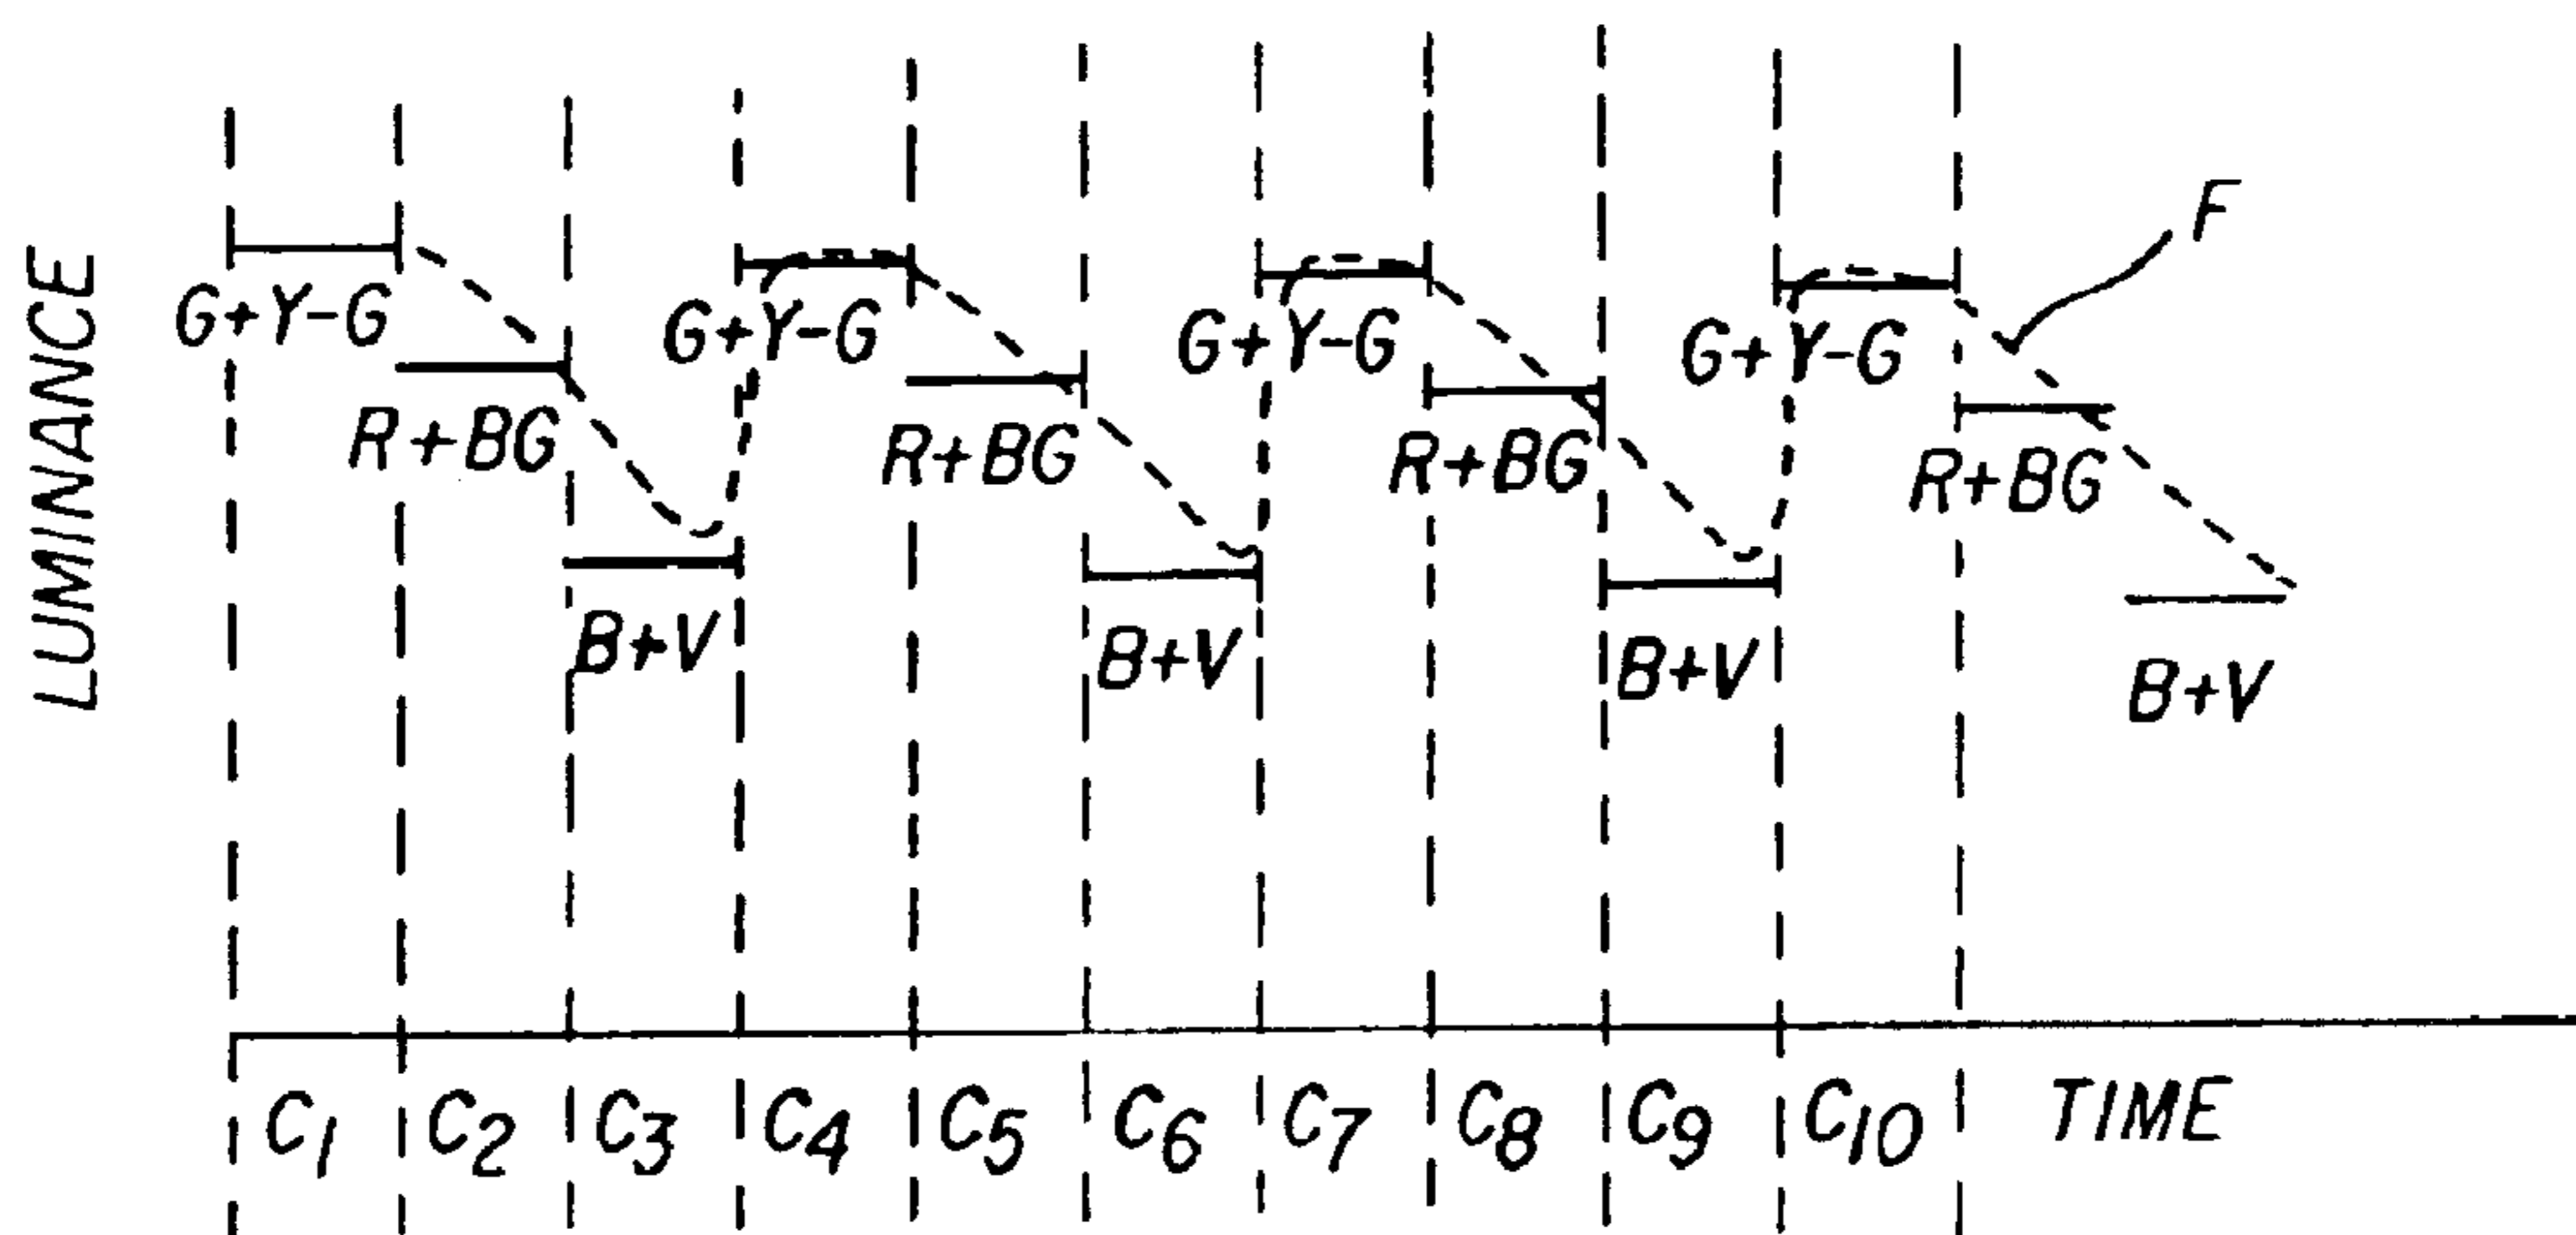 LUMINANCE
F
G+Y-G G+Y-G G+Y-G G+Y-G
R+BG R+BG R+BG R+BG
B+V B+V B+V B+V
C1 C2 C3 C4 C5 C6 C7 C8 C9 C10 TIME